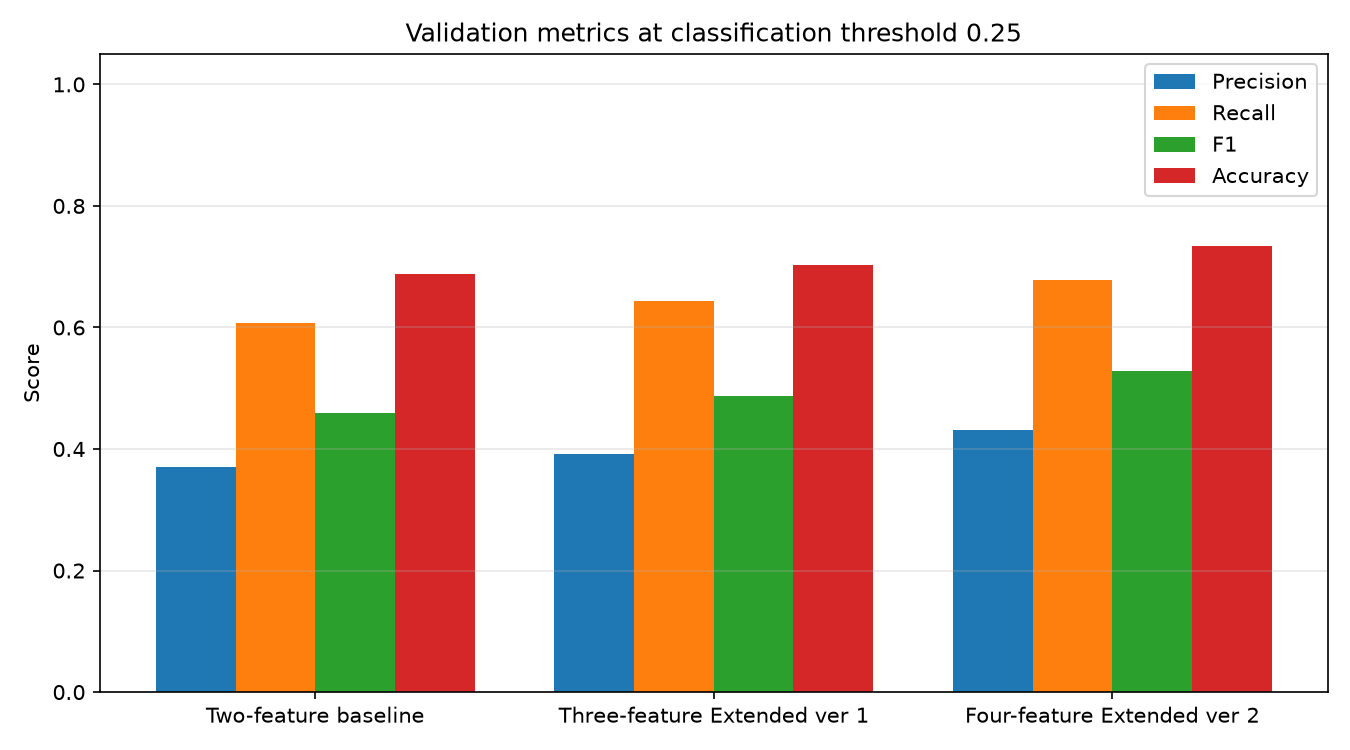 Validation metrics at classification threshold 0.25
Precision
Recall
F1
Accuracy
Score
1.0
0.8
0.6
0.4
0.2
0.0
Two-feature baseline
Three-feature Extended ver 1
Four-feature Extended ver 2